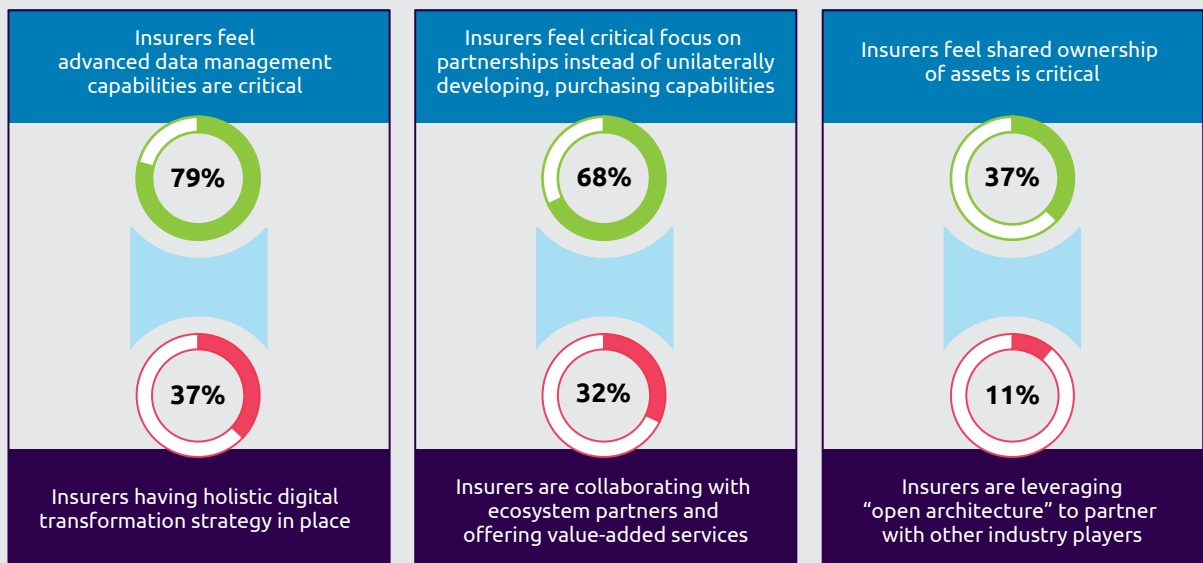 Insurers feel
advanced data management
capabilities are critical
79%
37%
Insurers having holistic digital
transformation strategy in place
Insurers feel critical focus on
partnerships instead of unilaterally
developing, purchasing capabilities
68%
32%
Insurers are collaborating with
ecosystem partners and
offering value-added services
Insurers feel shared ownership
of assets is critical
37%
11%
Insurers are leveraging
“open architecture” to partner
with other industry players